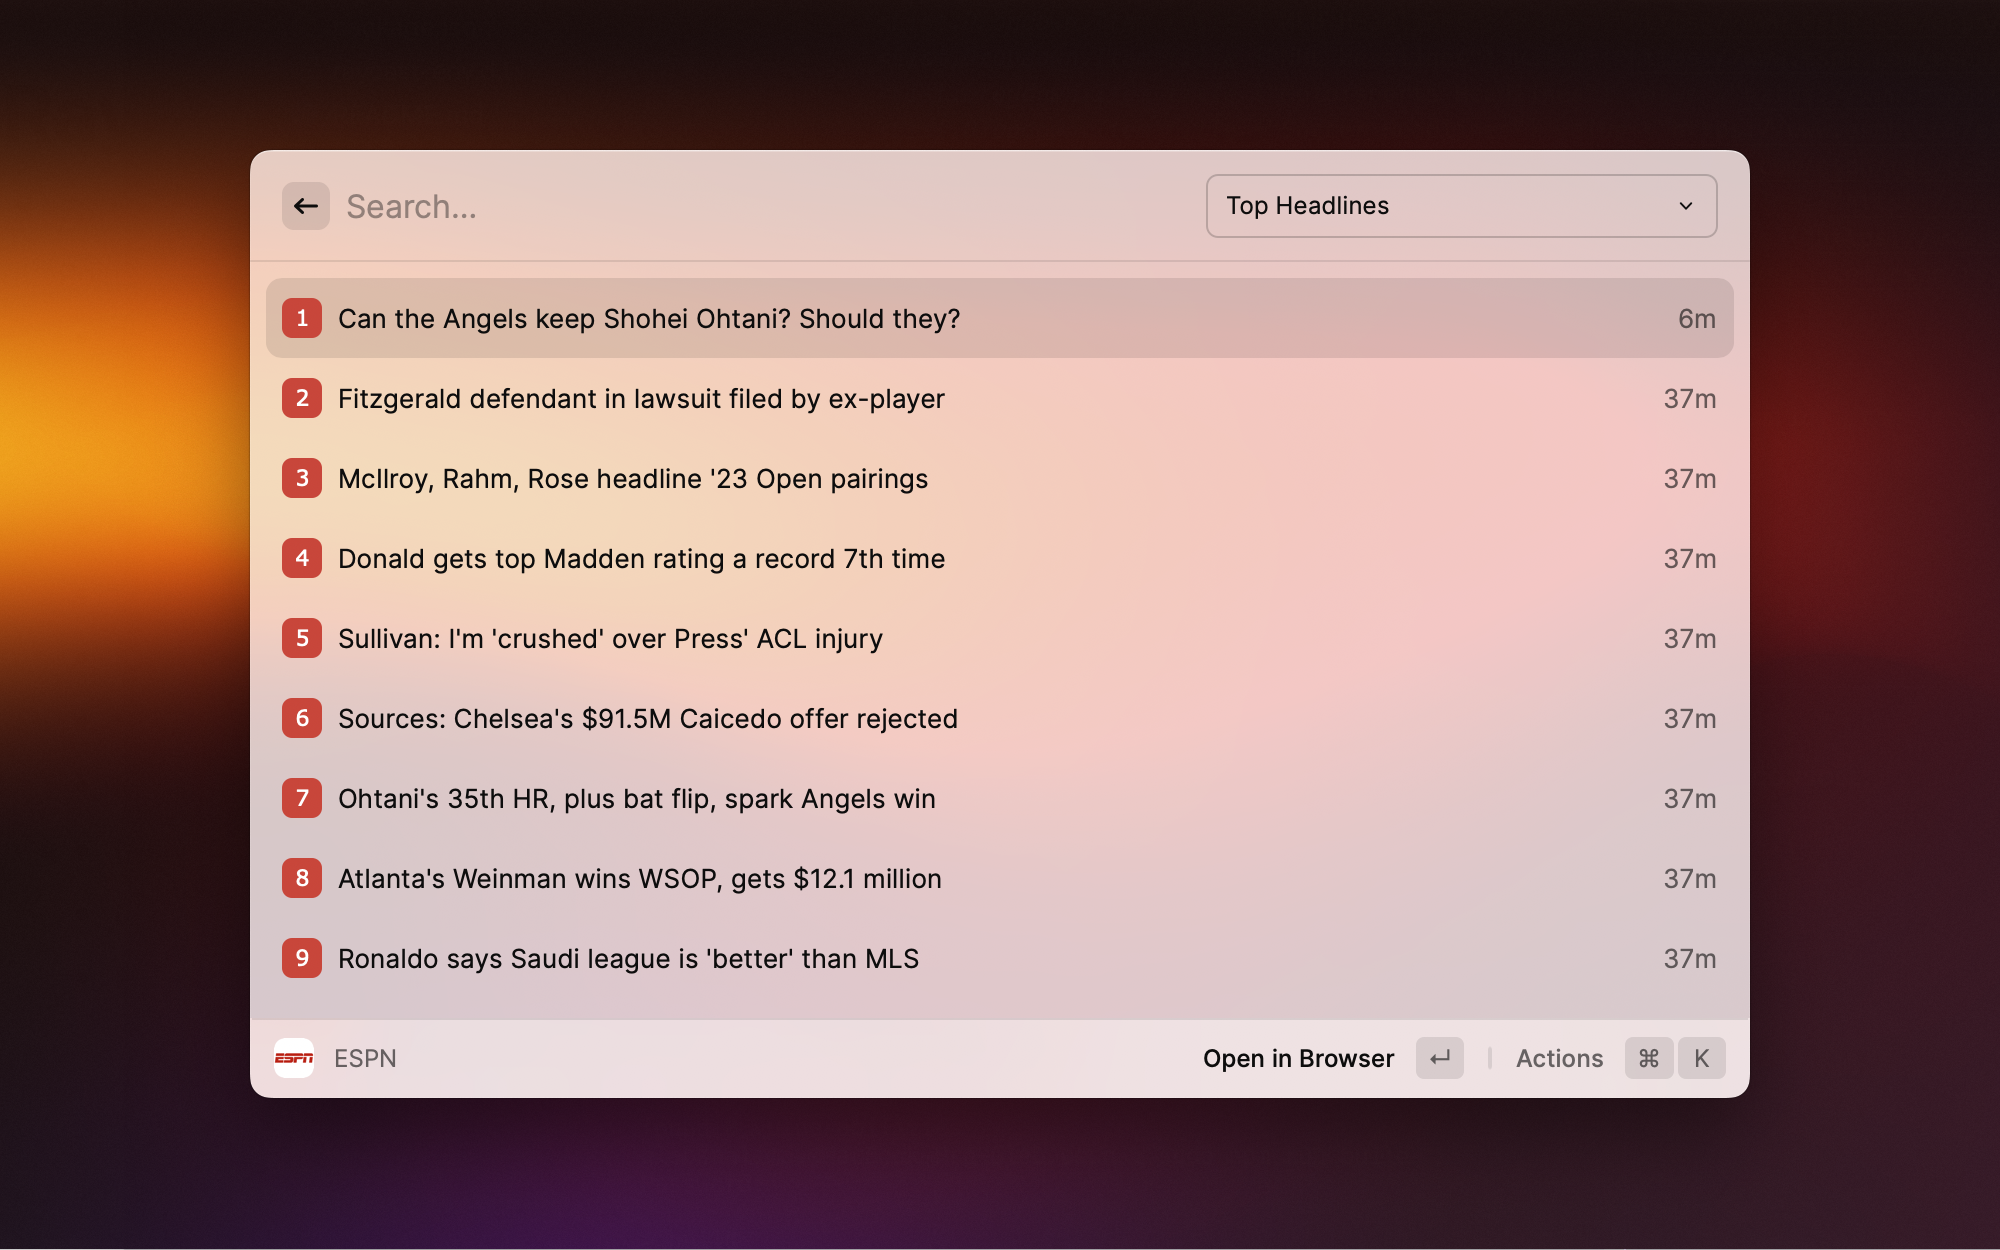 Search...
Top Headlines
1 Can the Angels keep Shohei Ohtani? Should they? 6m
2 Fitzgerald defendant in lawsuit filed by ex-player 37m
3 McIlroy, Rahm, Rose headline '23 Open pairings 37m
4 Donald gets top Madden rating a record 7th time 37m
5 Sullivan: I'm 'crushed' over Press' ACL injury 37m
6 Sources: Chelsea's $91.5M Caicedo offer rejected 37m
7 Ohtani's 35th HR, plus bat flip, spark Angels win 37m
8 Atlanta's Weinman wins WSOP, gets $12.1 million 37m
9 Ronaldo says Saudi league is 'better' than MLS 37m
ESPN ESPN Open in Browser ↵ Actions ⌘ K